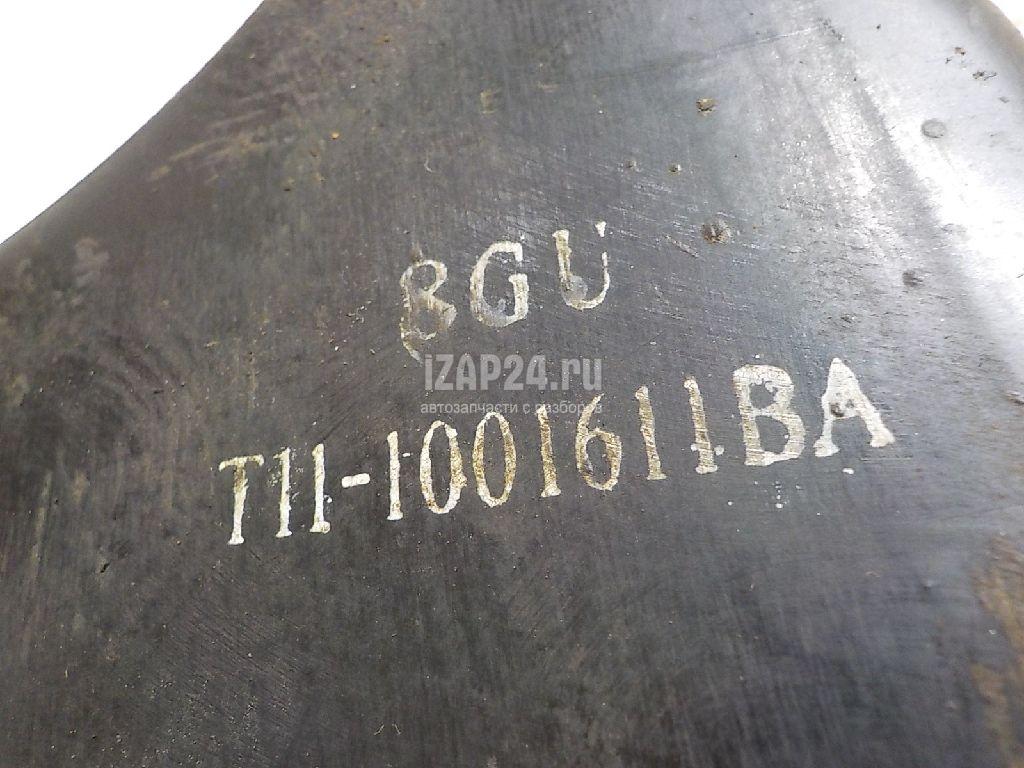 8GU
iZAP24.ru
автозапчасти с разборов
T11-1001611BA